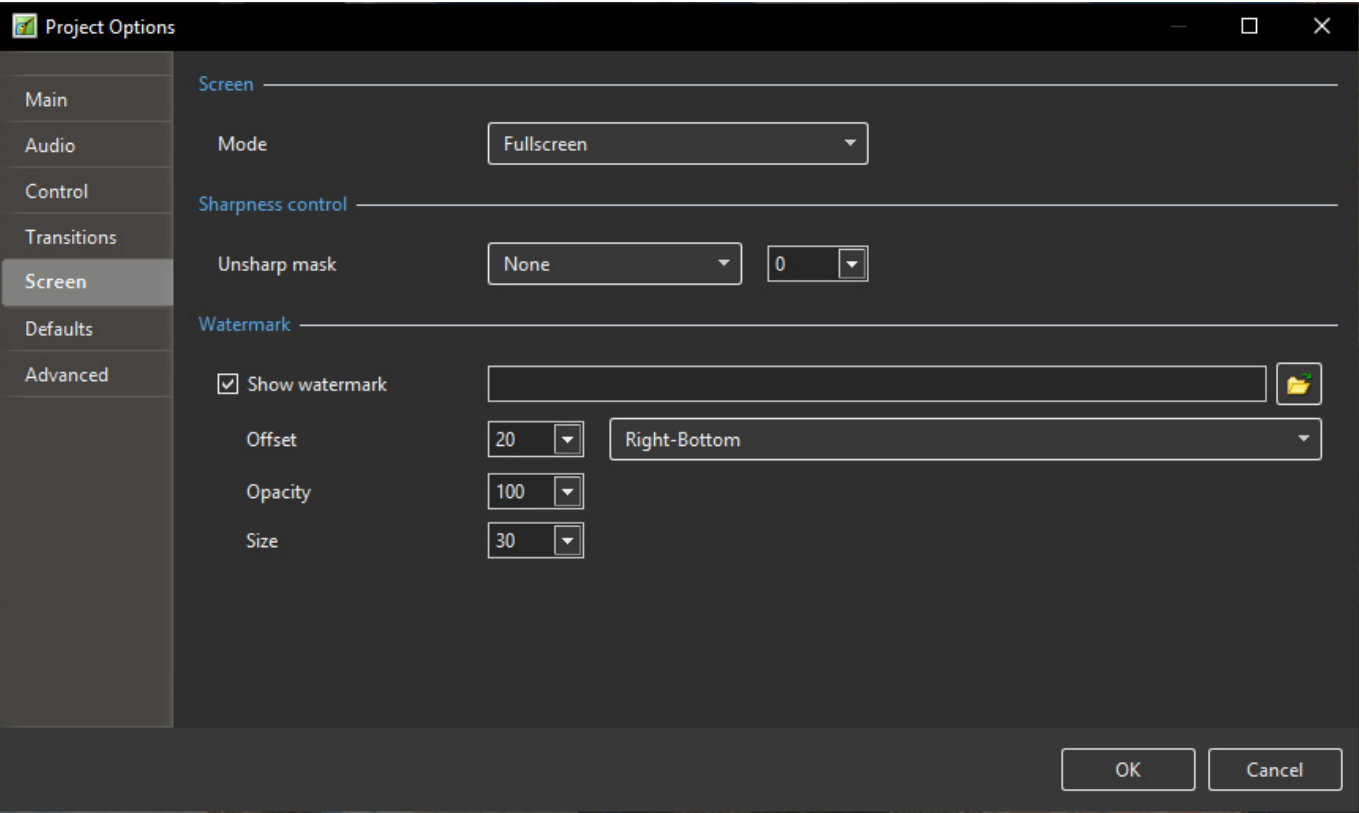 Project Options
Main
Audio
Control
Transitions
Screen
Defaults
Advanced
Screen
Mode Fullscreen
Sharpness control
Unsharp mask None 0
Watermark
Show watermark
Offset 20 Right-Bottom
Opacity 100
Size 30
OK Cancel